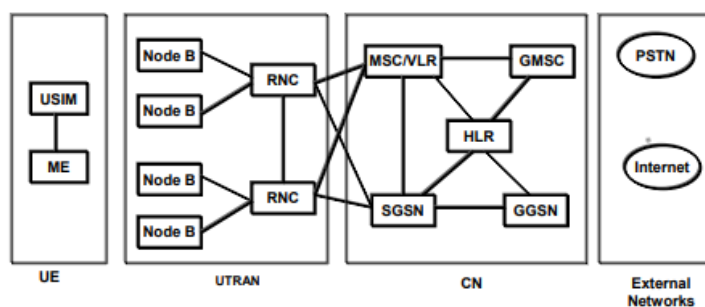 USIM
ME
UE
Node B
Node B
Node B
Node B
RNC
RNC
UTRAN
MSC/VLR
GMSC
HLR
SGSN
GGSN
CN
PSTN
Internet
External
Networks